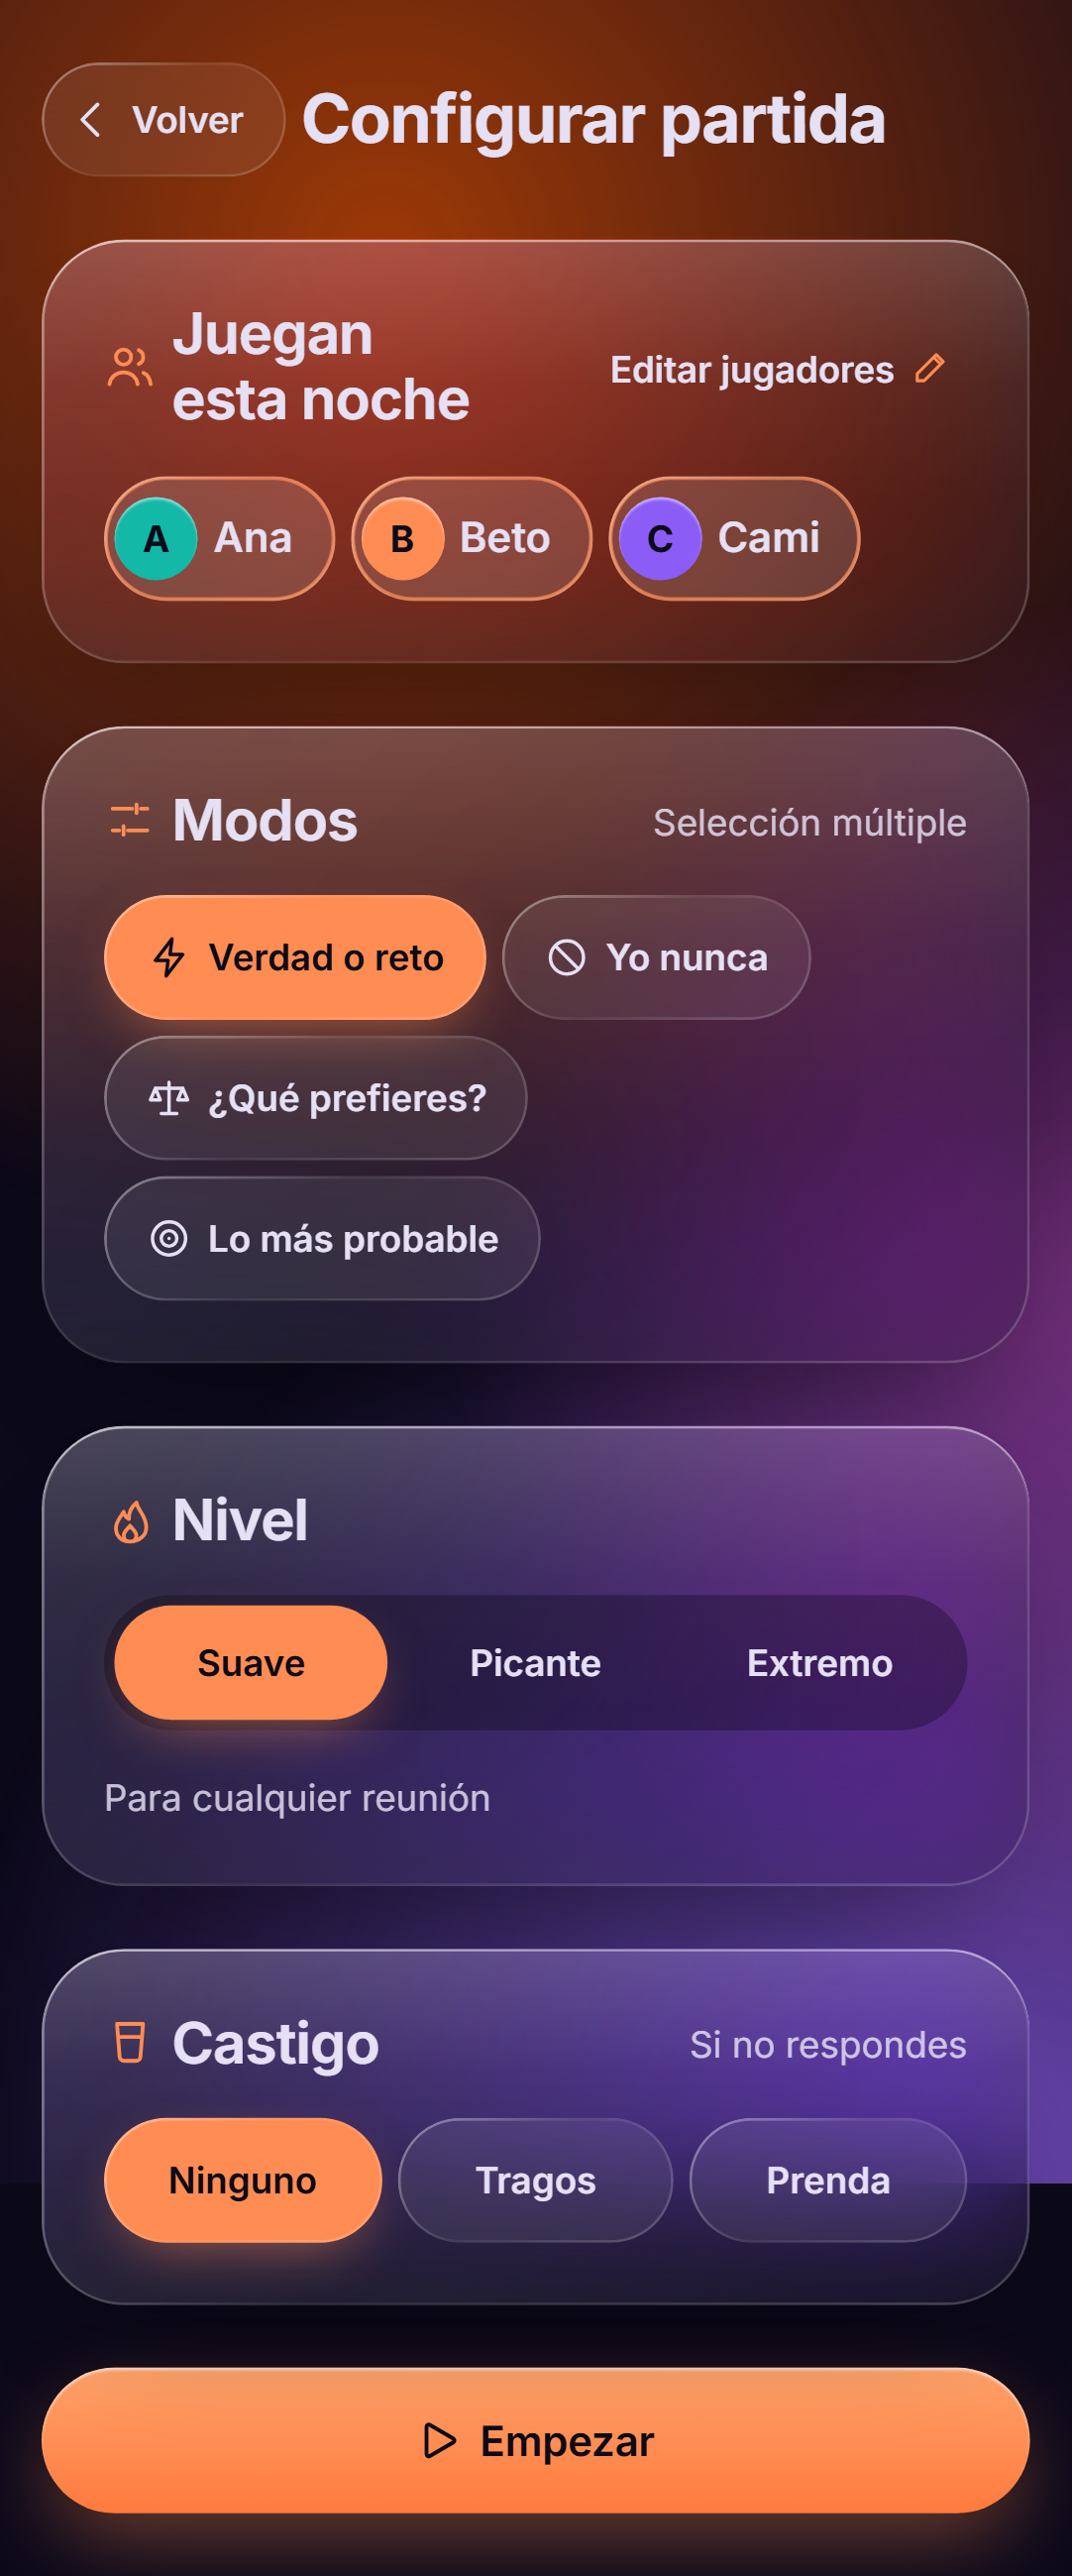 Volver
Configurar partida
Juegan
esta noche
Editar jugadores
A Ana
B Beto
C Cami
Modos
Selección múltiple
Verdad o reto
Yo nunca
¿Qué prefieres?
Lo más probable
Nivel
Suave
Picante
Extremo
Para cualquier reunión
Castigo
Si no respondes
Ninguno
Tragos
Prenda
Empezar